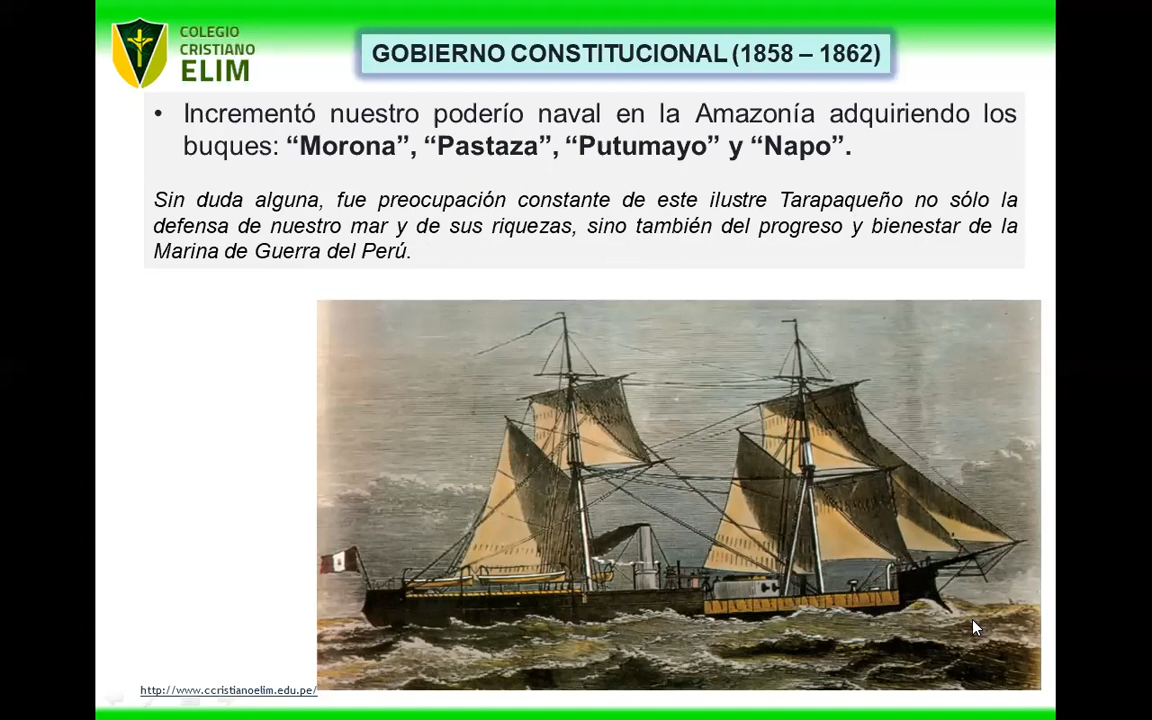 COLEGIO
CRISTIANO
ELIM
GOBIERNO CONSTITUCIONAL (1858 – 1862)
• Incrementó nuestro poderío naval en la Amazonía adquiriendo los
buques: “Morona”, “Pastaza”, “Putumayo” y “Napo”.
Sin duda alguna, fue preocupación constante de este ilustre Tarapaqueño no sólo la
defensa de nuestro mar y de sus riquezas, sino también del progreso y bienestar de la
Marina de Guerra del Perú.
http://www.ccristianoelim.edu.pe/